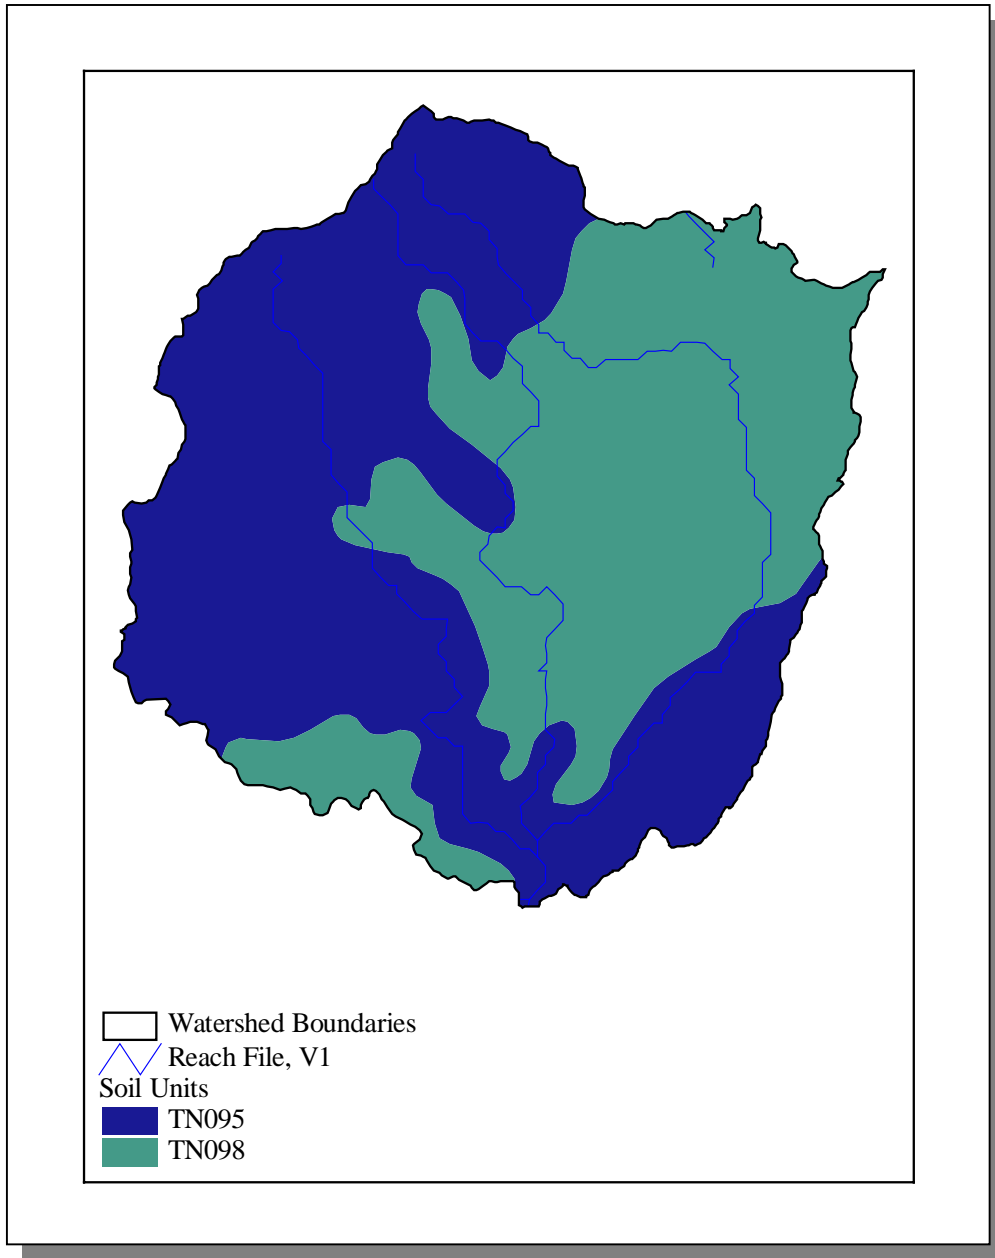 Watershed Boundaries
Reach File, V1
Soil Units
TN095
TN098